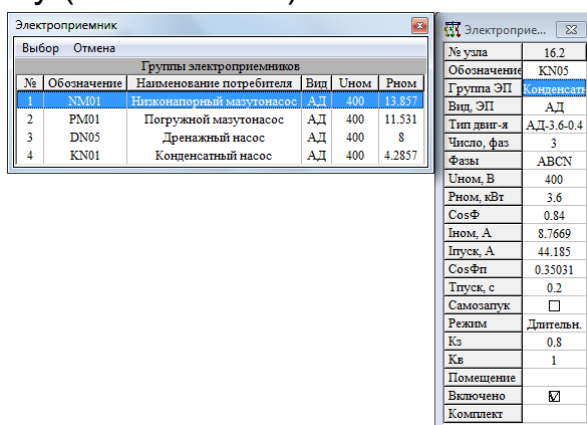 Электроприемник
Выбор Отмена
Группы электроприемников
№ Обозначение Наименование потребителя Вид Uном Рном
1 NM01 Низконапорный мазутонасос АД 400 13.857
2 PM01 Погружной мазутонасос АД 400 11.531
3 DN05 Дренажный насос АД 400 8
4 KN01 Конденсатный насос АД 400 4.2857
Электропрние...
№ узла 16.2
Обозначение KN05
Группа ЭП Конденсатн
Вид, ЭП АД
Тип двиг-я АД-3.6-0.4
Число, фаз 3
Фазы ABCN
Uном, В 400
Рном, кВт 3.6
CosФ 0.84
Iном, А 8.7669
Iпуск, А 44.185
CosФп 0.35031
Тпуск, с 0.2
Самозапук
Режим Длительн.
Кз 0.8
Кв 1
Помещение
Включено
Комплект